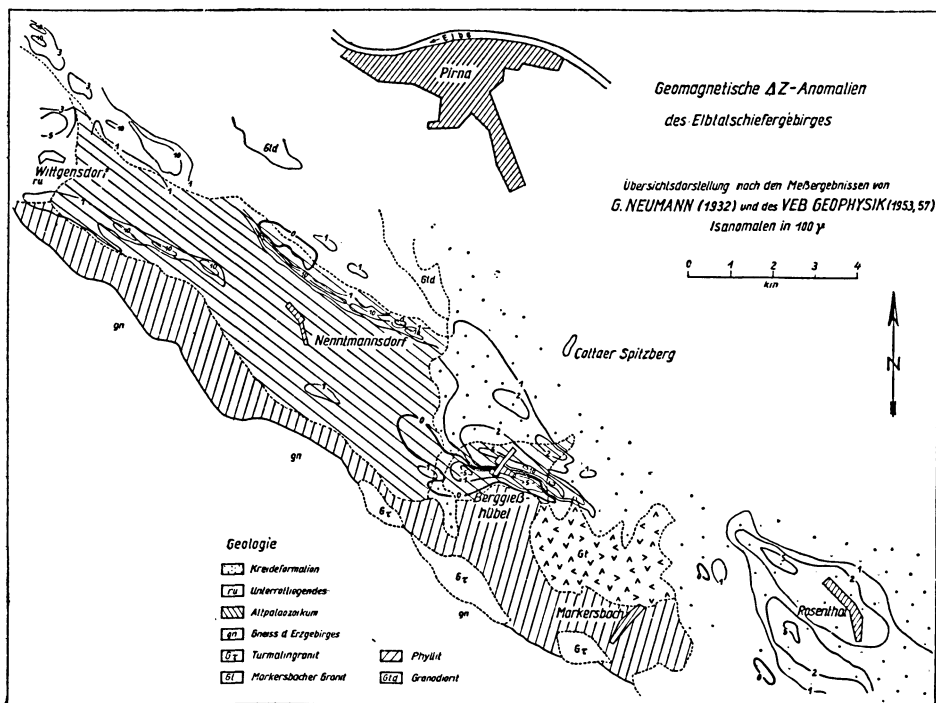 Elbe
Pirna
Geomagnetische ΔZ-Anomalien
des Elbtalschiefergebirges
Übersichtsdarstellung nach den Meßergebnissen von
G. NEUMANN (1932) und des VEB GEOPHYSIK (1953, 57)
Isanomalen in 100 γ
0 1 2 3 4
km
N
Gld
Wittgensdorf
ru
Gld
gn
Nenntmannsdorf
Cottaer Spitzberg
gn
Berggieß-
hübel
Gτ
Gt
Gτ
gn
Markersbach
Rosenthal
Gτ
Geologie
Kreideformation
ru Unterrotliegendes
Altpaläozoikum
gn Gneiss d. Erzgebirges
Gτ Turmalingranit
Phyllit
Gt Markersbacher Granit
Gld Granodiorit